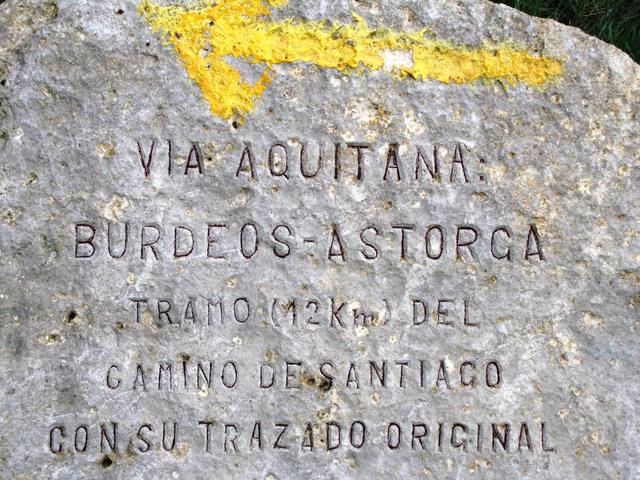 VIA AQUITANA:
BURDEOS-ASTORGA
TRAMO (12Km) DEL
CAMINO DE SANTIAGO
CON SU TRAZADO ORIGINAL